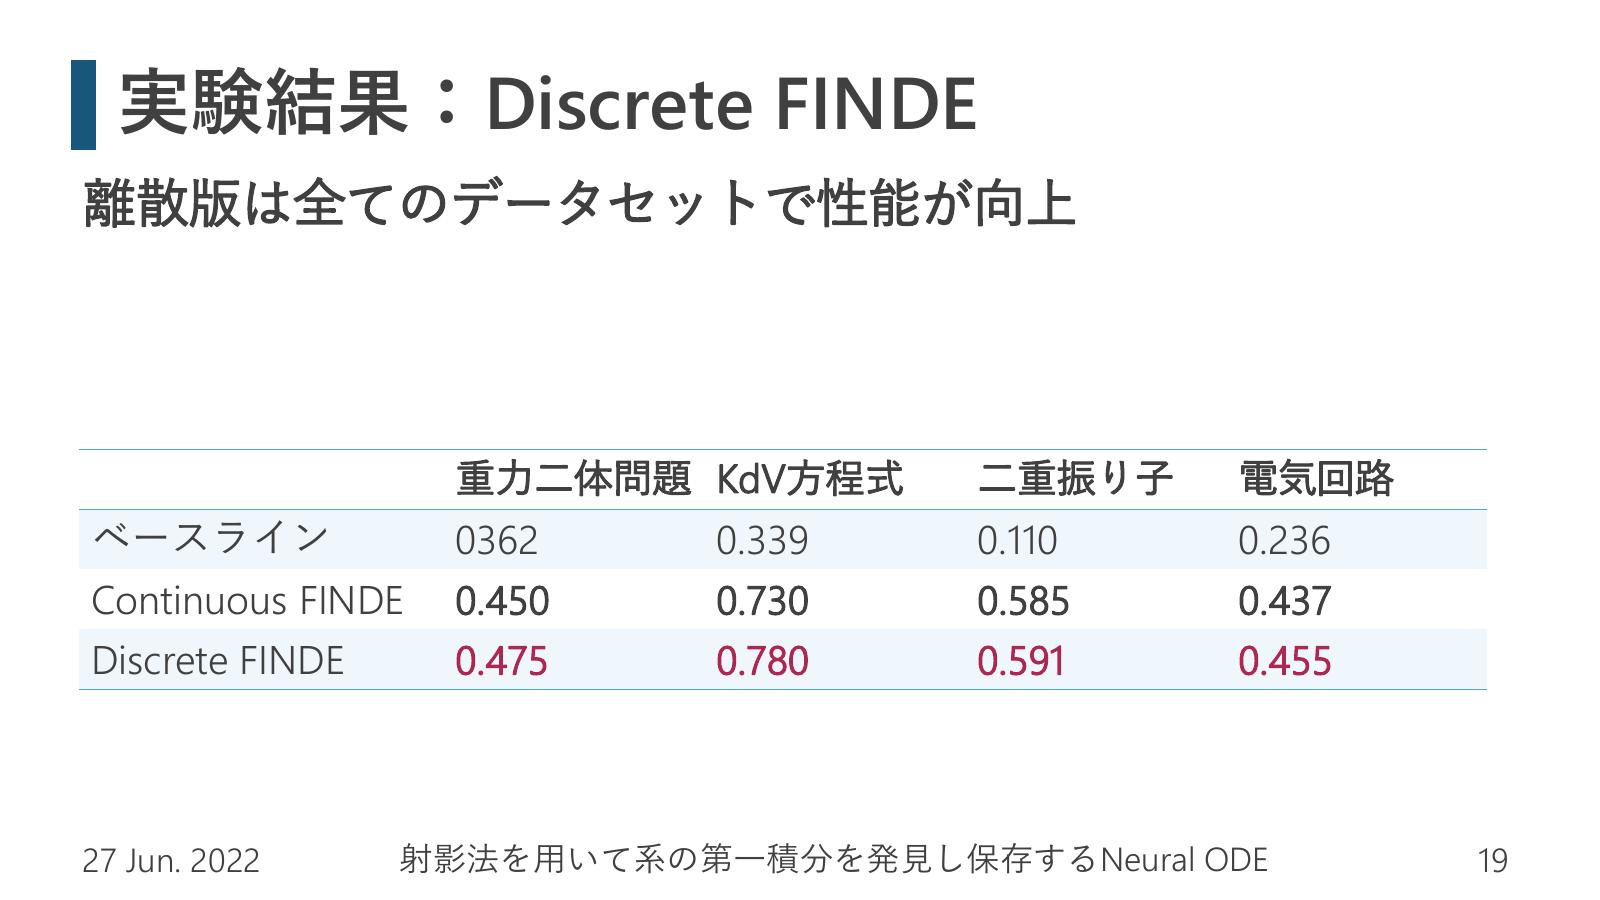 実験結果：Discrete FINDE
離散版は全てのデータセットで性能が向上
重力二体問題 KdV方程式 二重振り子 電気回路
ベースライン 0362 0.339 0.110 0.236
Continuous FINDE 0.450 0.730 0.585 0.437
Discrete FINDE 0.475 0.780 0.591 0.455
27 Jun. 2022 射影法を用いて系の第一積分を発見し保存するNeural ODE 19